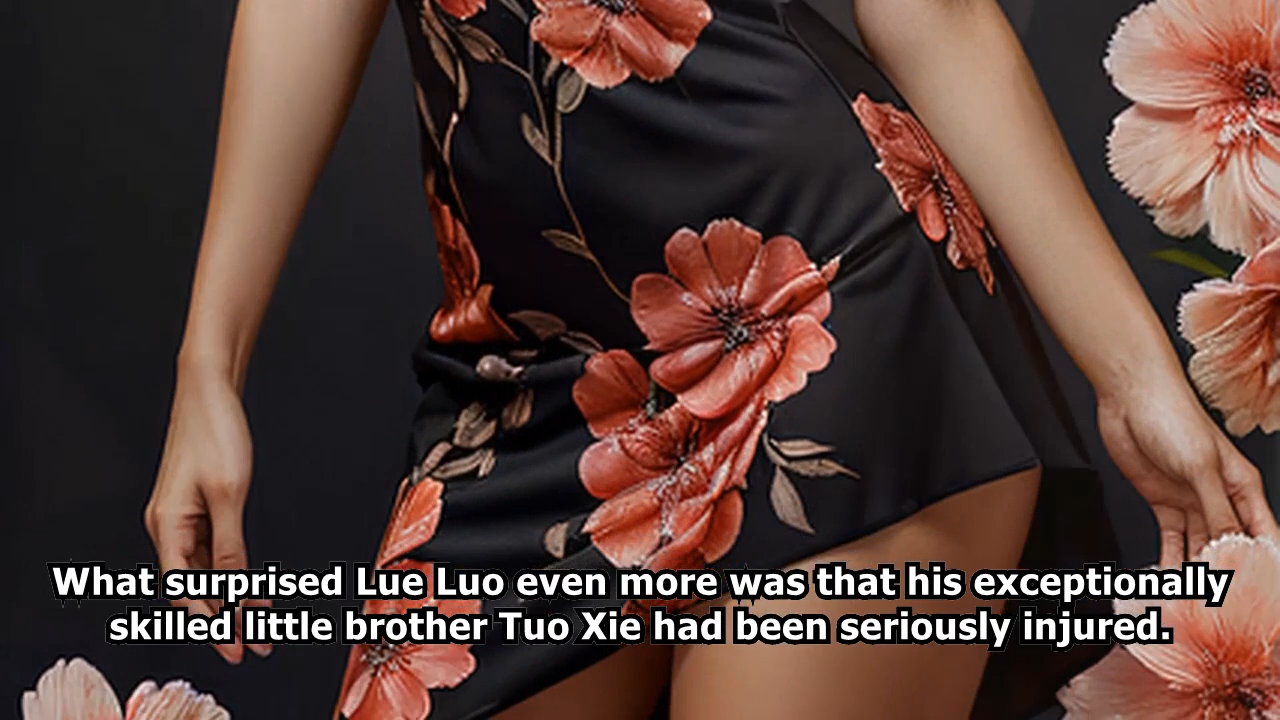 What surprised Lue Luo even more was that his exceptionally
skilled little brother Tuo Xie had been seriously injured.